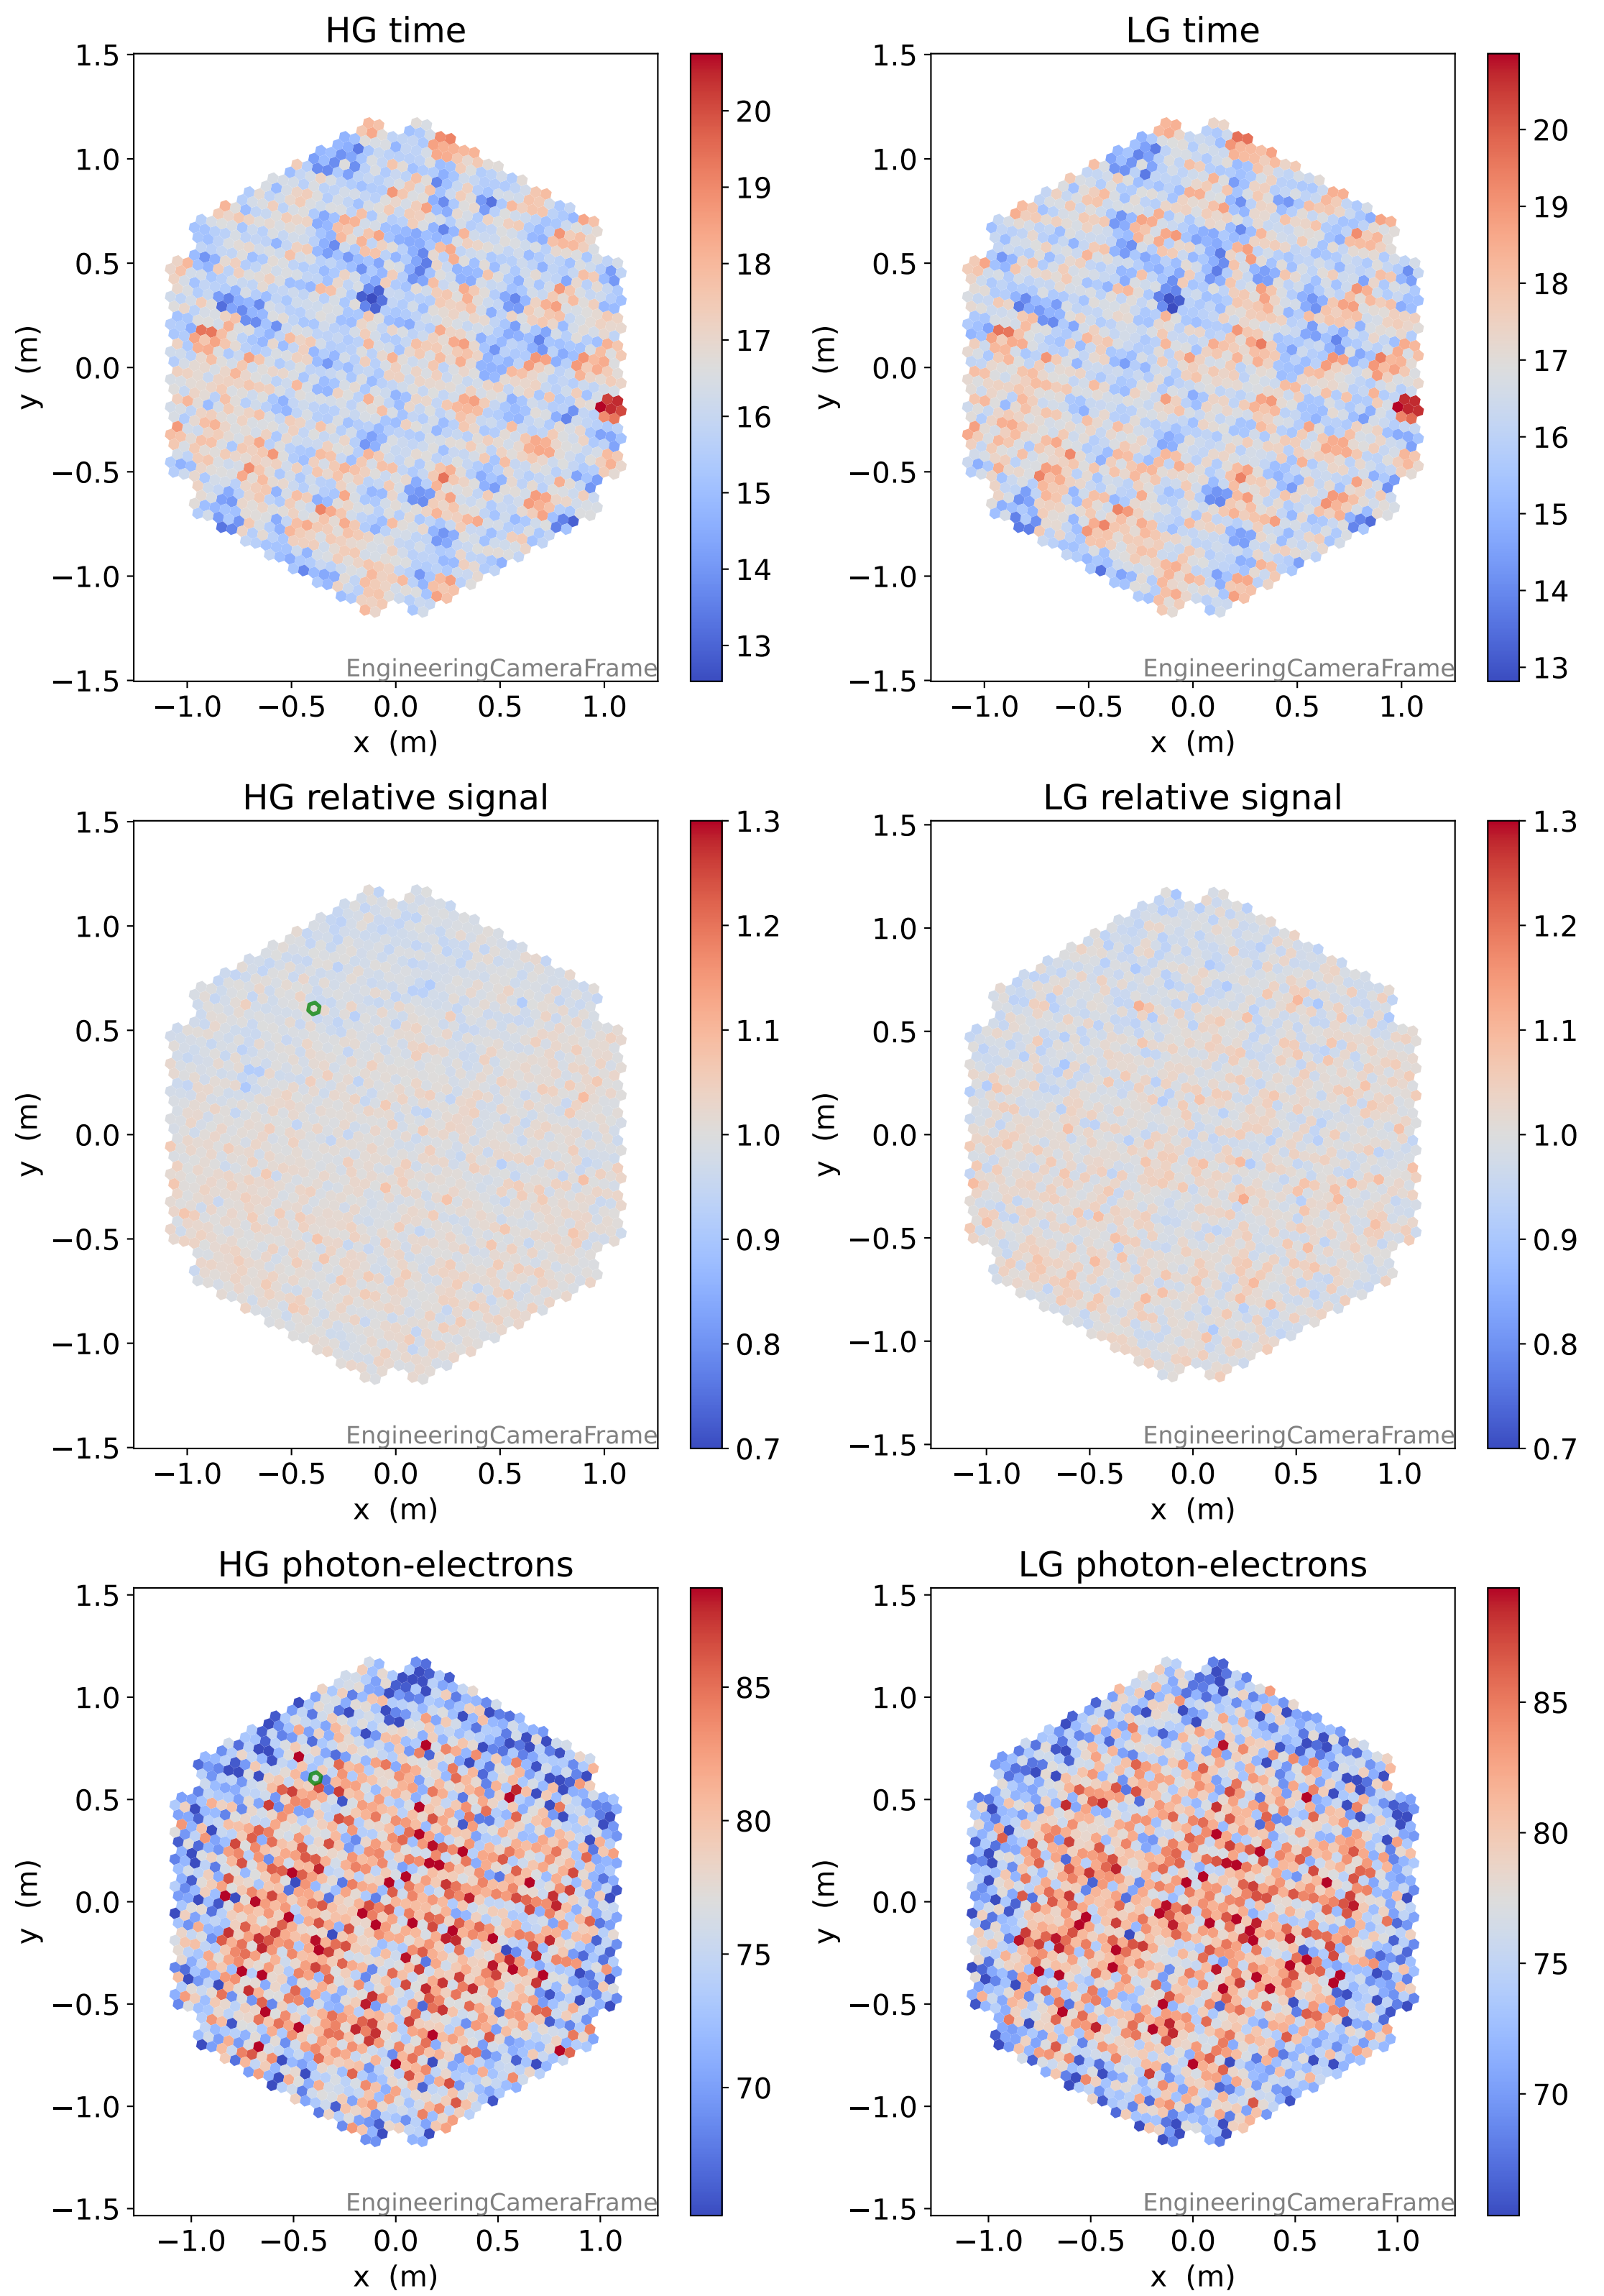 HG time
1.5
1.0
0.5
0.0
−0.5
−1.0
−1.5
y (m)
EngineeringCameraFrame
−1.0 −0.5 0.0 0.5 1.0
x (m)
20
19
18
17
16
15
14
13
LG time
1.5
1.0
0.5
0.0
−0.5
−1.0
−1.5
y (m)
EngineeringCameraFrame
−1.0 −0.5 0.0 0.5 1.0
x (m)
20
19
18
17
16
15
14
13
HG relative signal
1.5
1.0
0.5
0.0
−0.5
−1.0
−1.5
y (m)
EngineeringCameraFrame
−1.0 −0.5 0.0 0.5 1.0
x (m)
1.3
1.2
1.1
1.0
0.9
0.8
0.7
LG relative signal
1.5
1.0
0.5
0.0
−0.5
−1.0
−1.5
y (m)
EngineeringCameraFrame
−1.0 −0.5 0.0 0.5 1.0
x (m)
1.3
1.2
1.1
1.0
0.9
0.8
0.7
HG photon-electrons
1.5
1.0
0.5
0.0
−0.5
−1.0
−1.5
y (m)
EngineeringCameraFrame
−1.0 −0.5 0.0 0.5 1.0
x (m)
85
80
75
70
LG photon-electrons
1.5
1.0
0.5
0.0
−0.5
−1.0
−1.5
y (m)
EngineeringCameraFrame
−1.0 −0.5 0.0 0.5 1.0
x (m)
85
80
75
70